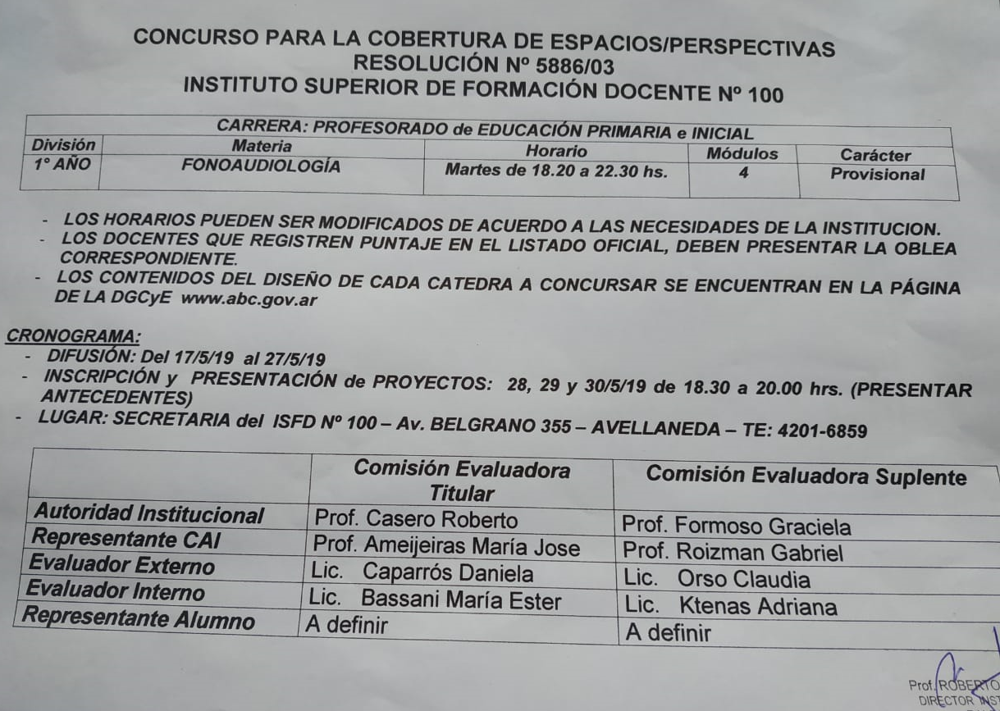 CONCURSO PARA LA COBERTURA DE ESPACIOS/PERSPECTIVAS
RESOLUCIÓN Nº 5886/03
INSTITUTO SUPERIOR DE FORMACIÓN DOCENTE Nº 100
CARRERA: PROFESORADO de EDUCACIÓN PRIMARIA e INICIAL
División Materia Horario Módulos Carácter
1° AÑO FONOAUDIOLOGÍA Martes de 18.20 a 22.30 hs. 4 Provisional
- LOS HORARIOS PUEDEN SER MODIFICADOS DE ACUERDO A LAS NECESIDADES DE LA INSTITUCION.
- LOS DOCENTES QUE REGISTREN PUNTAJE EN EL LISTADO OFICIAL, DEBEN PRESENTAR LA OBLEA
CORRESPONDIENTE.
- LOS CONTENIDOS DEL DISEÑO DE CADA CATEDRA A CONCURSAR SE ENCUENTRAN EN LA PÁGINA
DE LA DGCyE www.abc.gov.ar
CRONOGRAMA:
- DIFUSIÓN: Del 17/5/19 al 27/5/19
- INSCRIPCIÓN y PRESENTACIÓN de PROYECTOS: 28, 29 y 30/5/19 de 18.30 a 20.00 hrs. (PRESENTAR
ANTECEDENTES)
- LUGAR: SECRETARIA del ISFD Nº 100 – Av. BELGRANO 355 – AVELLANEDA – TE: 4201-6859
Comisión Evaluadora
Titular
Comisión Evaluadora Suplente
Autoridad Institucional Prof. Casero Roberto Prof. Formoso Graciela
Representante CAI Prof. Ameijeiras María Jose Prof. Roizman Gabriel
Evaluador Externo Lic. Caparrós Daniela Lic. Orso Claudia
Evaluador Interno Lic. Bassani María Ester Lic. Ktenas Adriana
Representante Alumno A definir A definir
Prof. ROBERTO
DIRECTOR INST